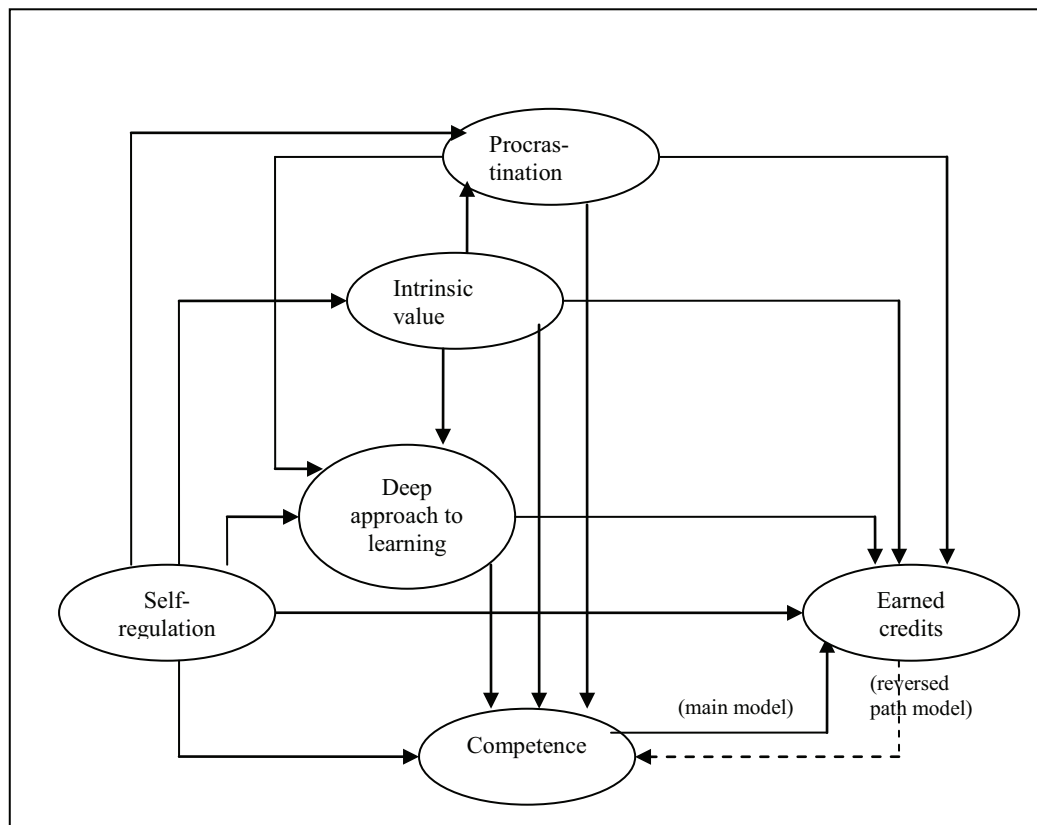 Procras-
tination
Intrinsic
value
Deep
approach to
learning
Self-
regulation
Earned
credits
(main model)
(reversed
path model)
Competence